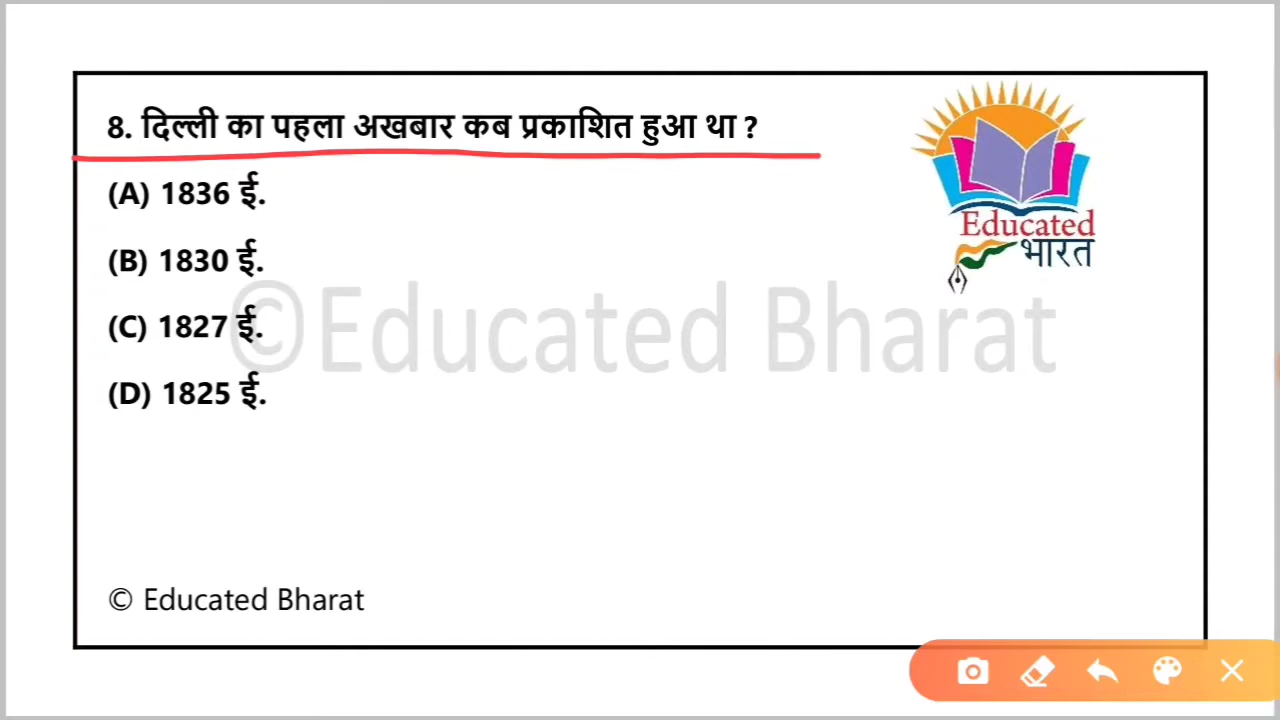 8. दिल्ली का पहला अखबार कब प्रकाशित हुआ था ?
(A) 1836 ई.
(B) 1830 ई.
(C) 1827 ई.
(D) 1825 ई.
Educated
भारत
©Educated Bharat
© Educated Bharat